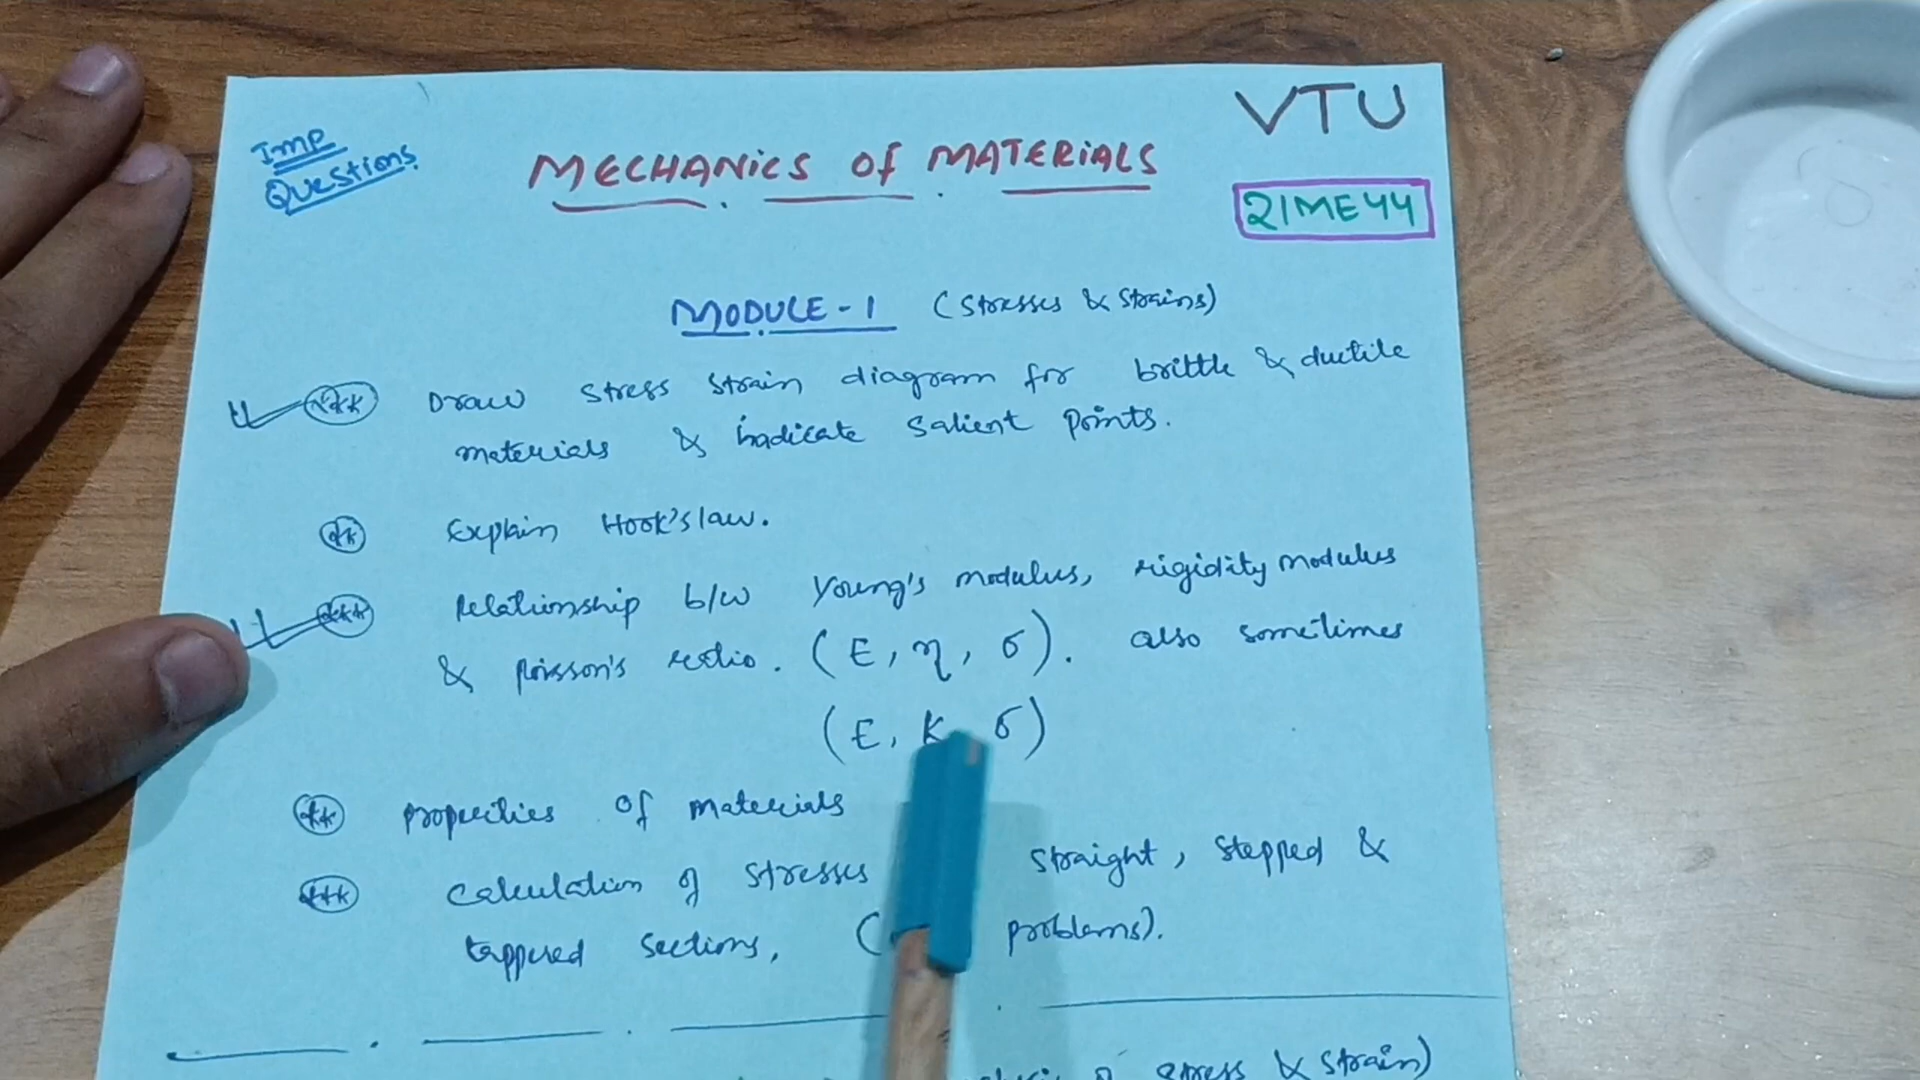 Imp
Questions
VTU
MECHANICS Of MATERIALS
21ME44
MODULE - 1 (Stresses & Strains)
*** Draw stress strain diagram for brittle & ductile
materials & indicate salient points.
** Explain Hook's law.
*** Relationship b/w Young's modulus, rigidity modulus
& poisson's ratio. (E, η, σ). also sometimes
(E, K, σ)
** properties of materials
*** calculation of stresses straight, stepped &
tappered sections, ( problems).
of stress & strain)